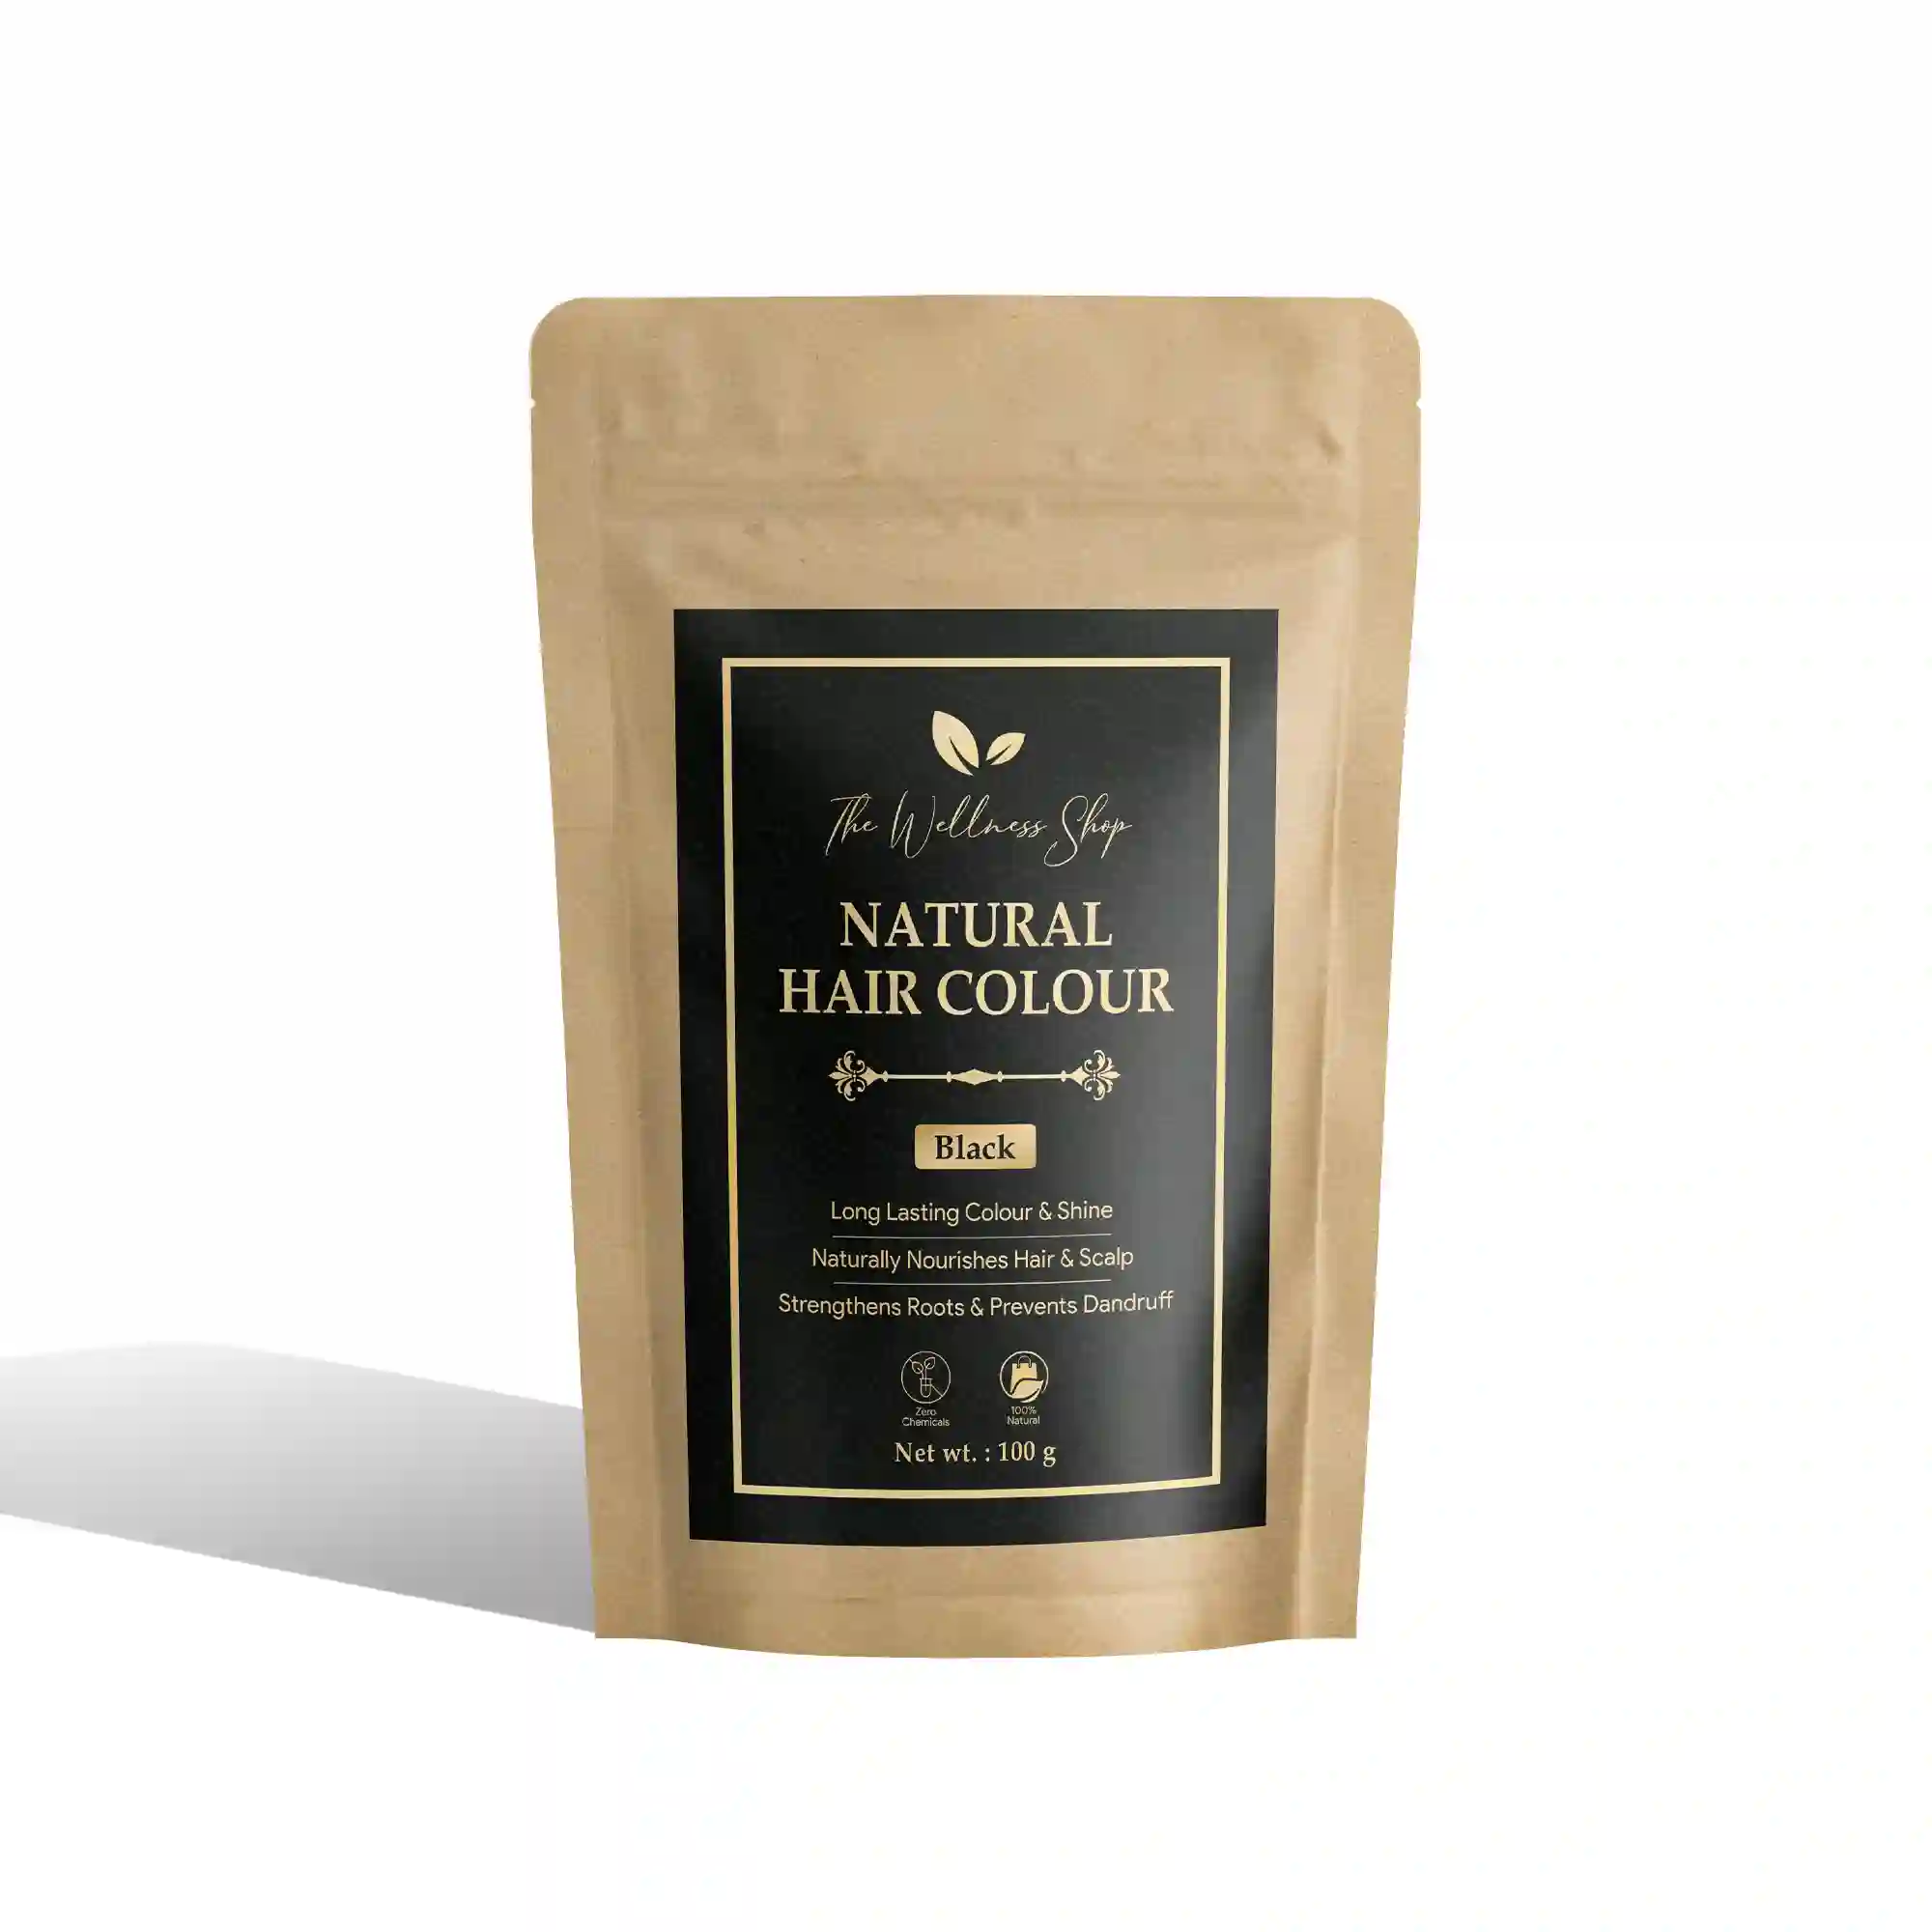 The Wellness Shop
NATURAL
HAIR COLOUR
Black
Long Lasting Colour & Shine
Naturally Nourishes Hair & Scalp
Strengthens Roots & Prevents Dandruff
Zero
Chemicals
100%
Natural
Net wt. : 100 g